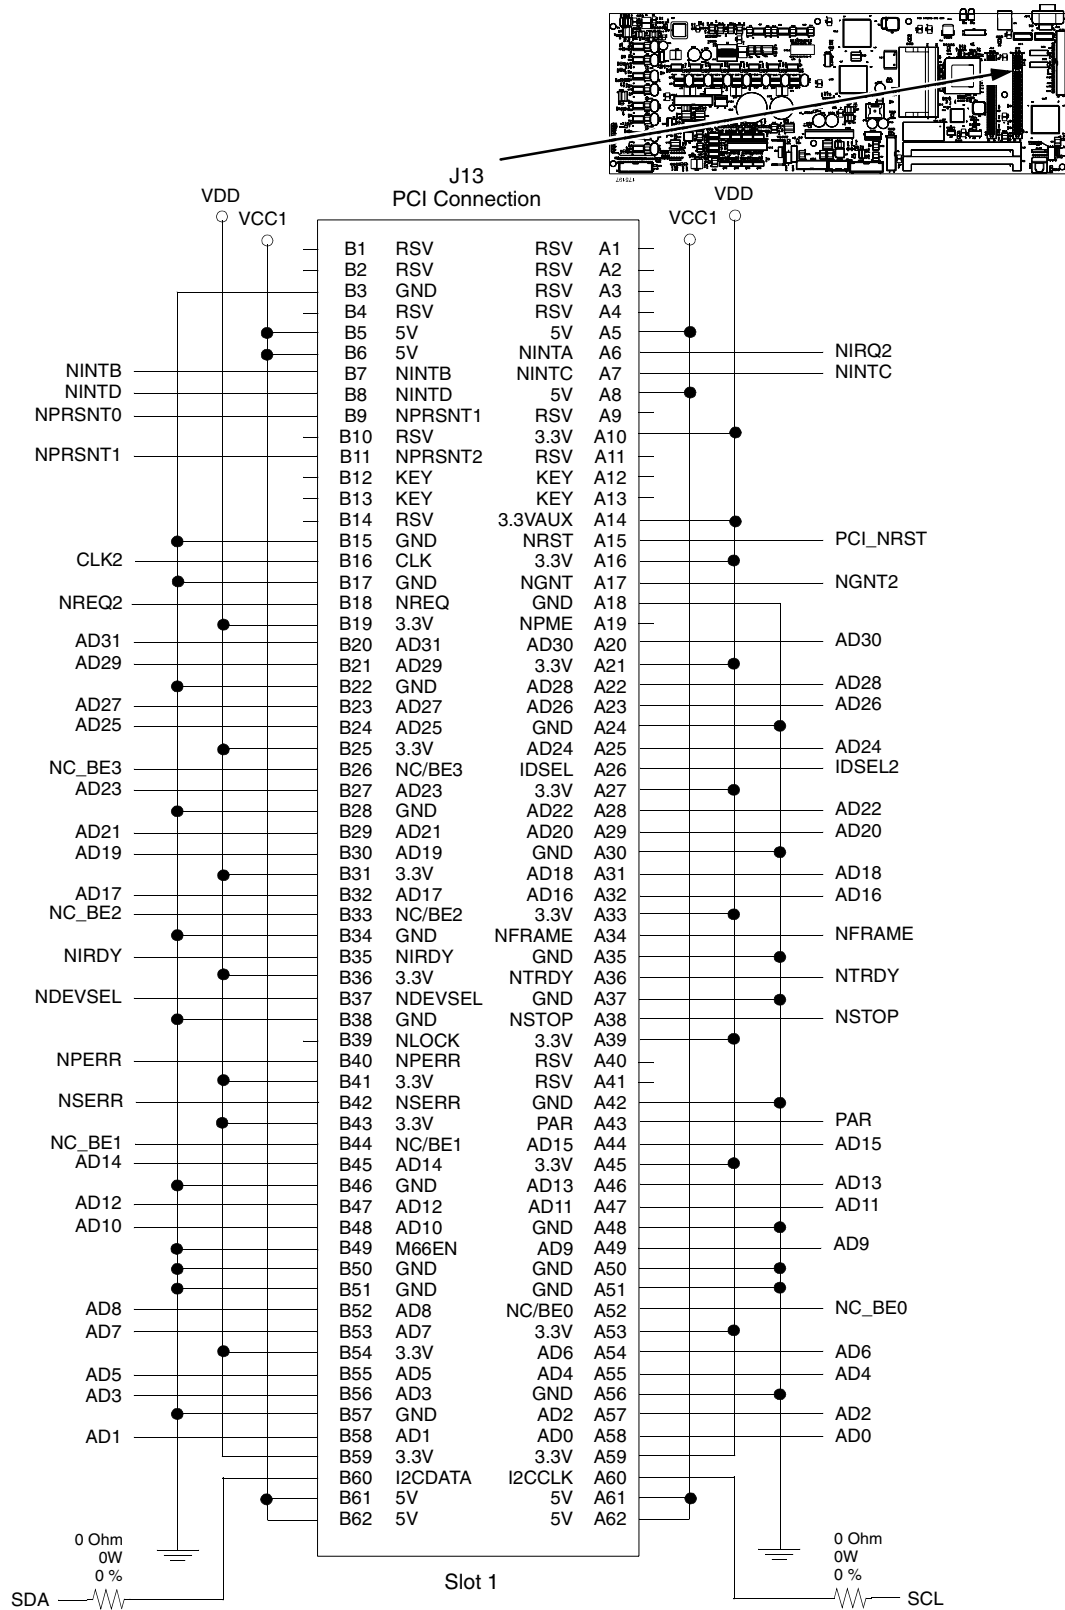 175197
J13
PCI Connection
VDD
VCC1
VCC1
VDD
B1 RSV RSV A1
B2 RSV RSV A2
B3 GND RSV A3
B4 RSV RSV A4
B5 5V 5V A5
B6 5V NINTA A6 NIRQ2
NINTB B7 NINTB NINTC A7 NINTC
NINTD B8 NINTD 5V A8
NPRSNT0 B9 NPRSNT1 RSV A9
B10 RSV 3.3V A10
NPRSNT1 B11 NPRSNT2 RSV A11
B12 KEY KEY A12
B13 KEY KEY A13
B14 RSV 3.3VAUX A14
B15 GND NRST A15 PCI_NRST
CLK2 B16 CLK 3.3V A16
B17 GND NGNT A17 NGNT2
NREQ2 B18 NREQ GND A18
B19 3.3V NPME A19
AD31 B20 AD31 AD30 A20 AD30
AD29 B21 AD29 3.3V A21
B22 GND AD28 A22 AD28
AD27 B23 AD27 AD26 A23 AD26
AD25 B24 AD25 GND A24
B25 3.3V AD24 A25 AD24
NC_BE3 B26 NC/BE3 IDSEL A26 IDSEL2
AD23 B27 AD23 3.3V A27
B28 GND AD22 A28 AD22
AD21 B29 AD21 AD20 A29 AD20
AD19 B30 AD19 GND A30
B31 3.3V AD18 A31 AD18
AD17 B32 AD17 AD16 A32 AD16
NC_BE2 B33 NC/BE2 3.3V A33
B34 GND NFRAME A34 NFRAME
NIRDY B35 NIRDY GND A35
B36 3.3V NTRDY A36 NTRDY
NDEVSEL B37 NDEVSEL GND A37
B38 GND NSTOP A38 NSTOP
B39 NLOCK 3.3V A39
NPERR B40 NPERR RSV A40
B41 3.3V RSV A41
NSERR B42 NSERR GND A42
B43 3.3V PAR A43 PAR
NC_BE1 B44 NC/BE1 AD15 A44 AD15
AD14 B45 AD14 3.3V A45
B46 GND AD13 A46 AD13
AD12 B47 AD12 AD11 A47 AD11
AD10 B48 AD10 GND A48
B49 M66EN AD9 A49 AD9
B50 GND GND A50
B51 GND GND A51
AD8 B52 AD8 NC/BE0 A52 NC_BE0
AD7 B53 AD7 3.3V A53
B54 3.3V AD6 A54 AD6
AD5 B55 AD5 AD4 A55 AD4
AD3 B56 AD3 GND A56
B57 GND AD2 A57 AD2
AD1 B58 AD1 AD0 A58 AD0
B59 3.3V 3.3V A59
B60 I2CDATA I2CCLK A60
B61 5V 5V A61
B62 5V 5V A62
0 Ohm
0W
0 %
SDA
0 Ohm
0W
0 %
SCL
Slot 1